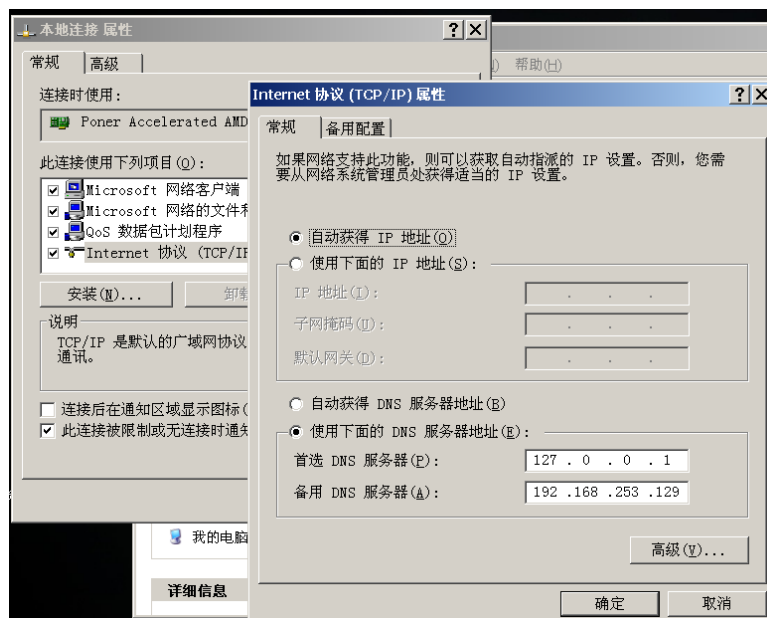 本地连接 属性
常规
高级
连接时使用:
Poner Accelerated AMD
此连接使用下列项目(O):
Microsoft 网络客户端
Microsoft 网络的文件和
QoS 数据包计划程序
Internet 协议 (TCP/IP
安装(N)...
卸载
说明
TCP/IP 是默认的广域网协议
通讯。
连接后在通知区域显示图标(
此连接被限制或无连接时通知
帮助(H)
Internet 协议 (TCP/IP) 属性
常规
备用配置
如果网络支持此功能，则可以获取自动指派的 IP 设置。否则，您需
要从网络系统管理员处获得适当的 IP 设置。
自动获得 IP 地址(O)
使用下面的 IP 地址(S):
IP 地址(I):
子网掩码(U):
默认网关(D):
自动获得 DNS 服务器地址(B)
使用下面的 DNS 服务器地址(E):
首选 DNS 服务器(P):
127 . 0 . 0 . 1
备用 DNS 服务器(A):
192 .168 .253 .129
高级(V)...
确定
取消
我的电脑
详细信息